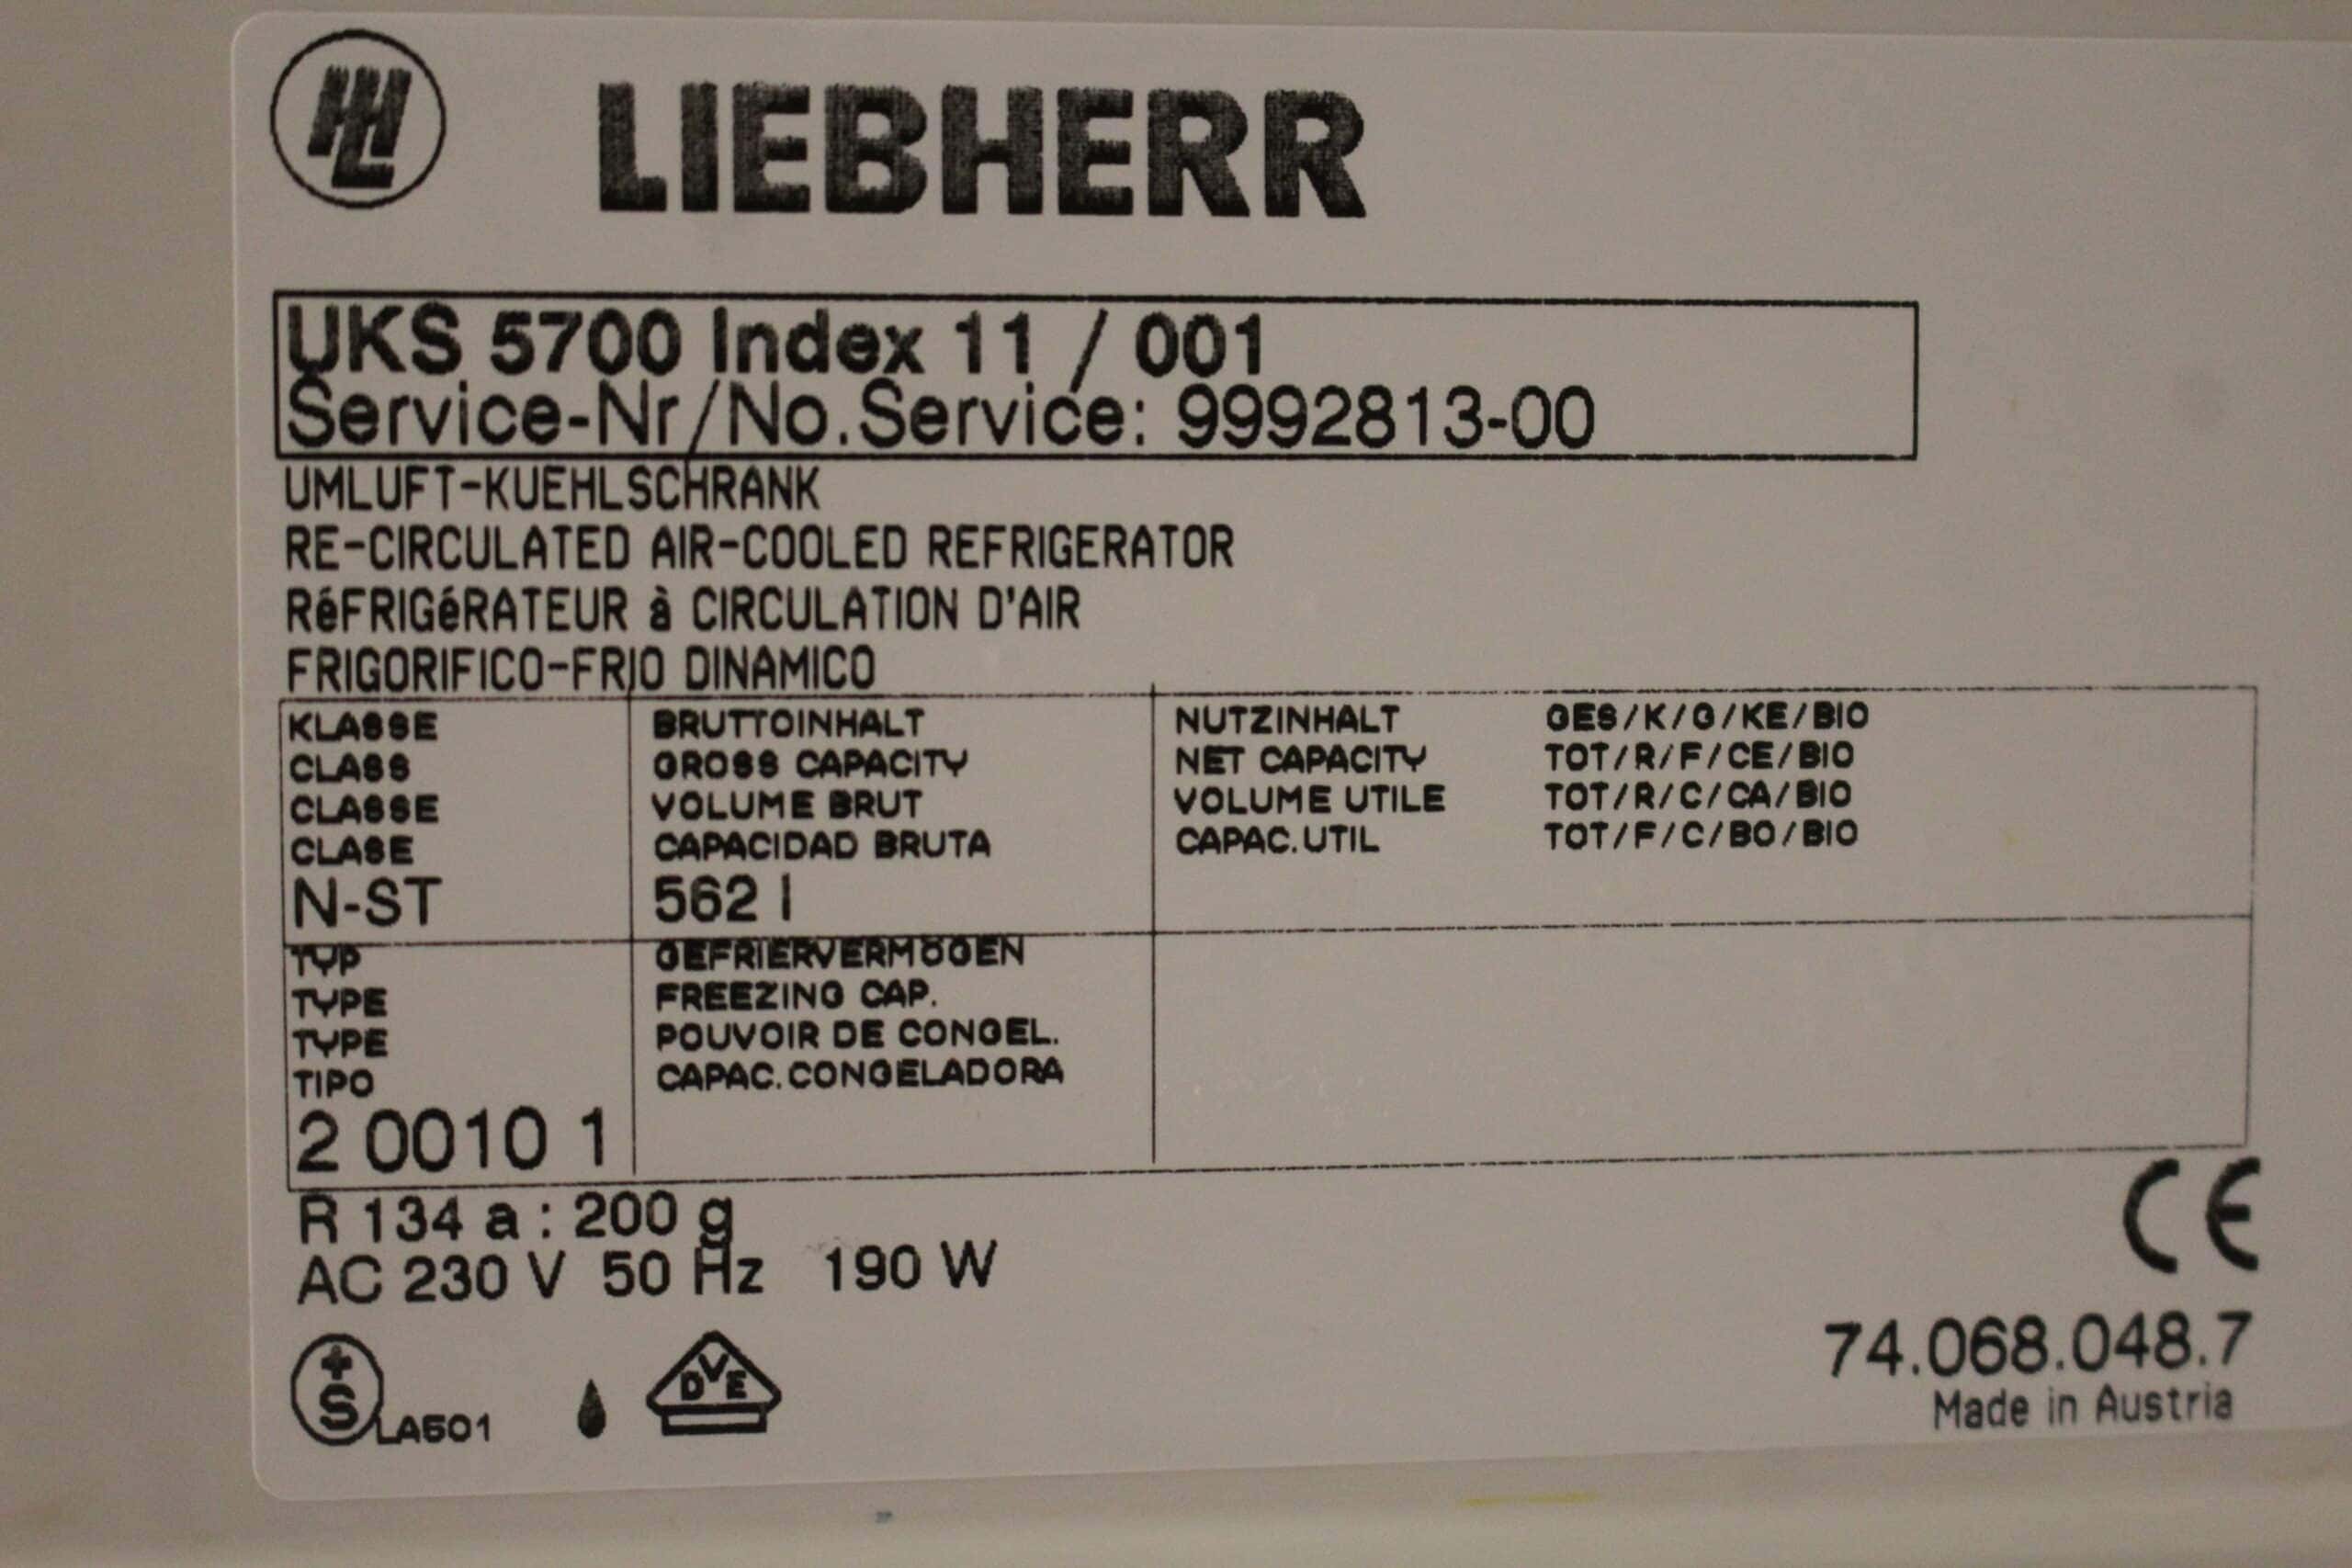 HL LIEBHERR
UKS 5700 Index 11 / 001
Service-Nr/No.Service: 9992813-00
UMLUFT-KUEHLSCHRANK
RE-CIRCULATED AIR-COOLED REFRIGERATOR
RéFRIGéRATEUR à CIRCULATION D'AIR
FRIGORIFICO-FRIO DINAMICO
KLASSE BRUTTOINHALT NUTZINHALT GES/K/G/KE/BIO
CLASS GROSS CAPACITY NET CAPACITY TOT/R/F/CE/BIO
CLASSE VOLUME BRUT VOLUME UTILE TOT/R/C/CA/BIO
CLASE CAPACIDAD BRUTA CAPAC.UTIL TOT/F/C/BO/BIO
N-ST 562 l
TYP GEFRIERVERMÖGEN
TYPE FREEZING CAP.
TYPE POUVOIR DE CONGEL.
TIPO CAPAC.CONGELADORA
2 0010 1
R 134 a : 200 g
AC 230 V 50 Hz 190 W
CE
+S LA501 DVE
74.068.048.7
Made in Austria